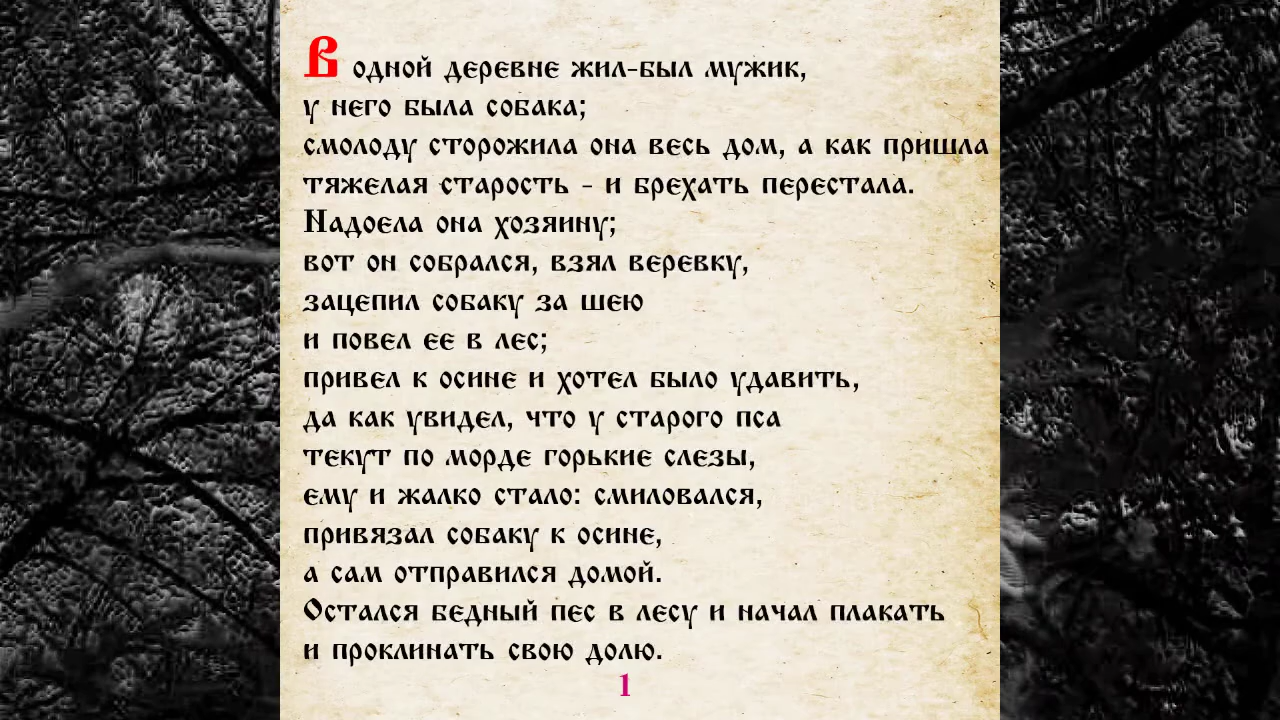 В одной деревне жил-был мужик,
у него была собака;
смолоду сторожила она весь дом, а как пришла
тяжелая старость - и брехать перестала.
Надоела она хозяину;
вот он собрался, взял веревку,
зацепил собаку за шею
и повел ее в лес;
привел к осине и хотел было удавить,
да как увидел, что у старого пса
текут по морде горькие слезы,
ему и жалко стало: смиловался,
привязал собаку к осине,
а сам отправился домой.
Остался бедный пес в лесу и начал плакать
и проклинать свою долю.
1